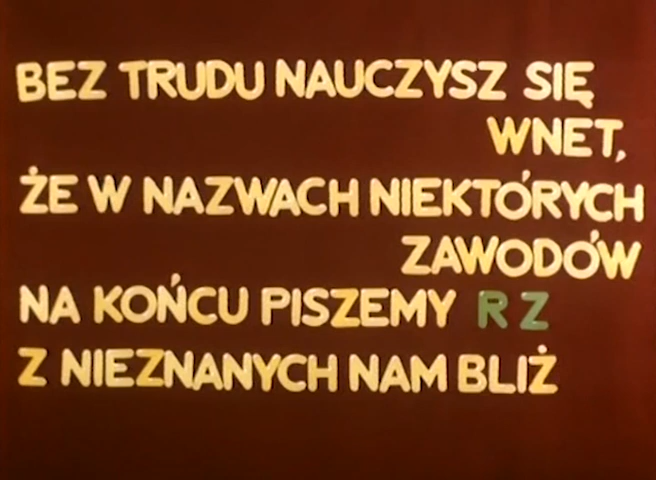 BEZ TRUDU NAUCZYSZ SIĘ
WNET,
ŻE W NAZWACH NIEKTÓRYCH
ZAWODÓW
NA KOŃCU PISZEMY RZ
Z NIEZNANYCH NAM BLIŻ